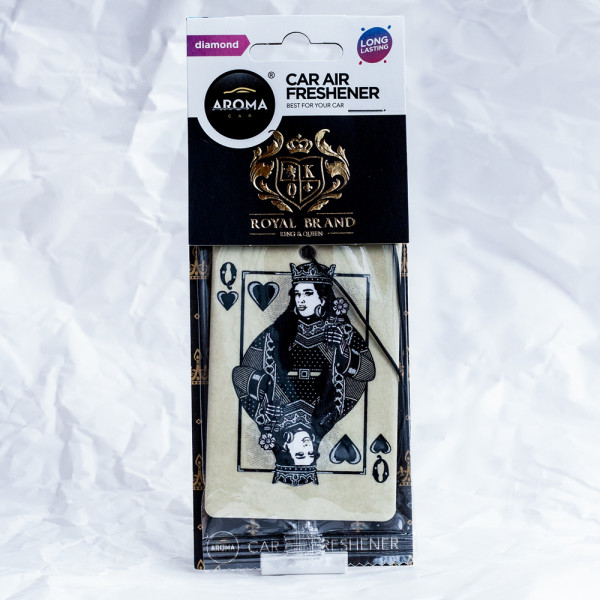 diamond
LONG
LASTING
AROMA
CAR
®
CAR AIR
FRESHENER
BEST FOR YOUR CAR
K
Q
ROYAL BRAND
KING & QUEEN
Q
Q
AROMA
CAR AIR FRESHENER